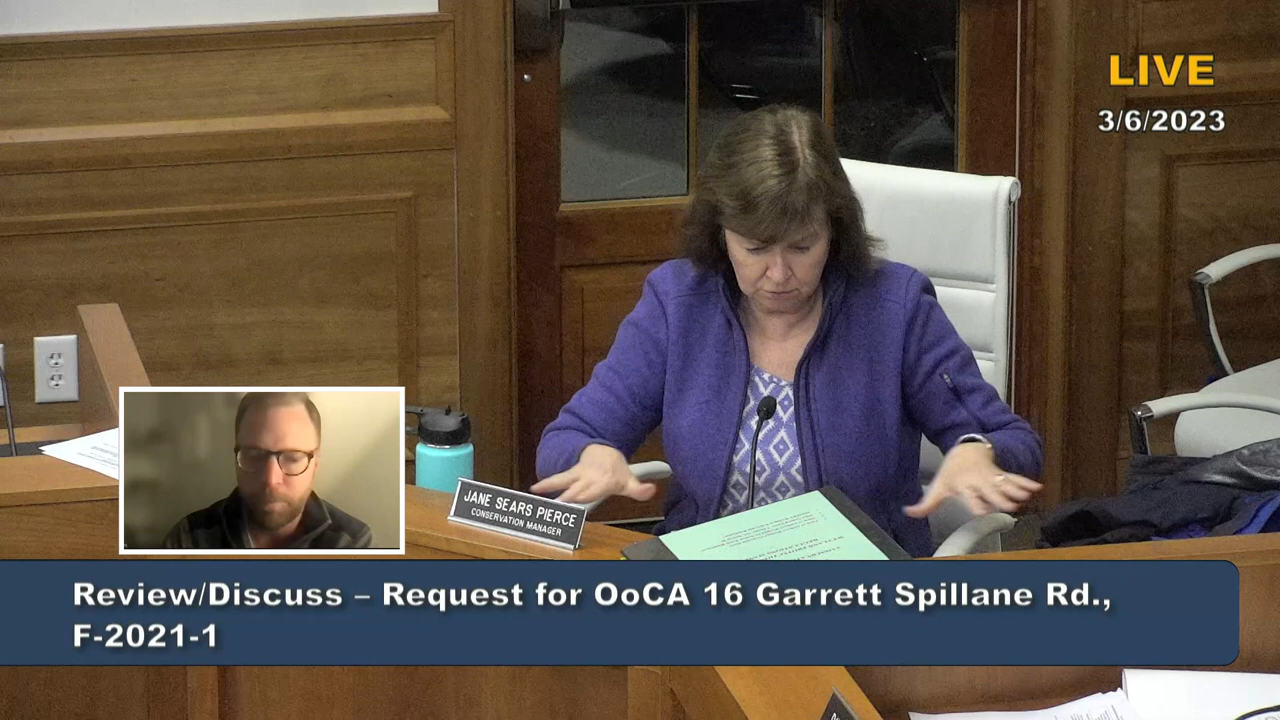 LIVE
3/6/2023
JANE SEARS PIERCE
CONSERVATION MANAGER
Review/Discuss – Request for OoCA 16 Garrett Spillane Rd.,
F-2021-1